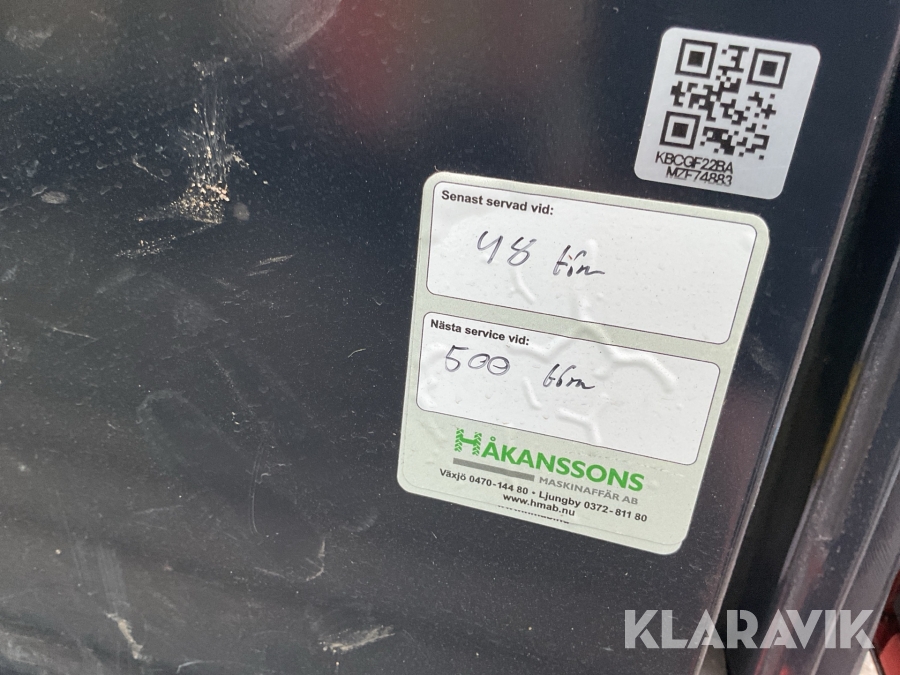 KBCGF22BA
MZF74883
Senast servad vid:
48 tim
Nästa service vid:
500 tim
HÅKANSSONS
MASKINAFFÄR AB
Växjö 0470-144 80 • Ljungby 0372-811 80
www.hmab.nu
KLARAVIK